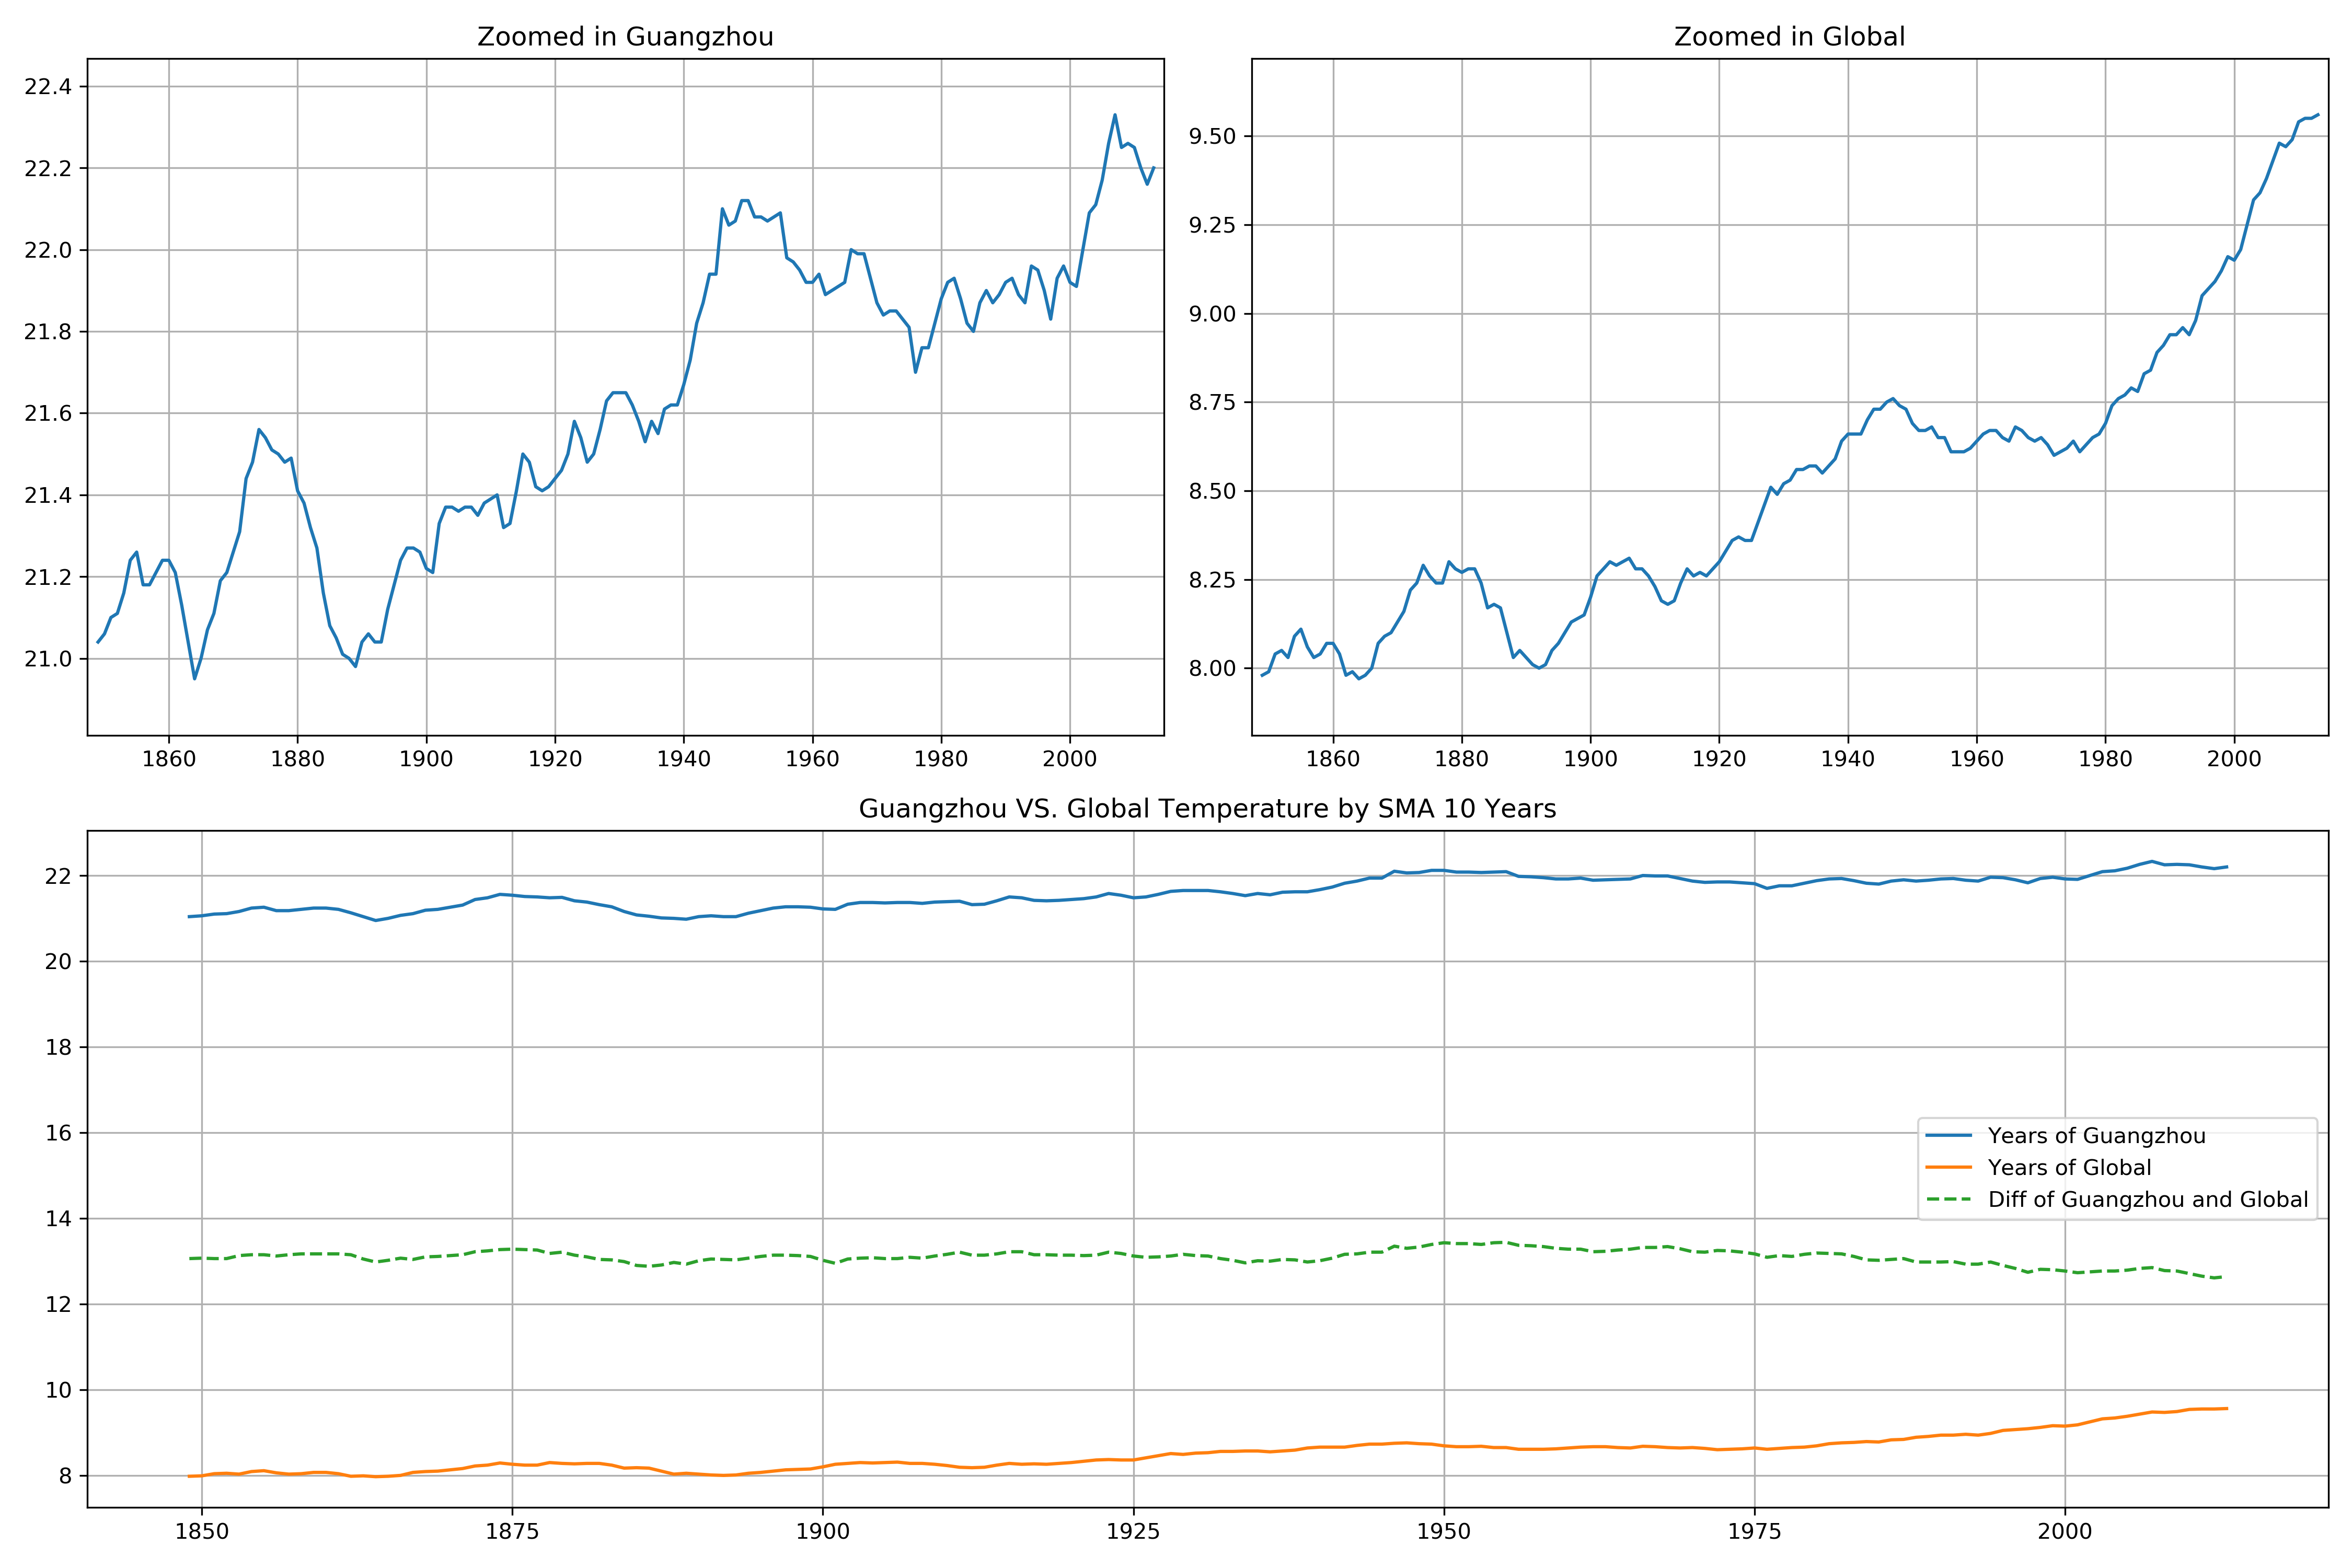 Zoomed in Guangzhou
22.4
22.2
22.0
21.8
21.6
21.4
21.2
21.0
1860 1880 1900 1920 1940 1960 1980 2000
Zoomed in Global
9.50
9.25
9.00
8.75
8.50
8.25
8.00
1860 1880 1900 1920 1940 1960 1980 2000
Guangzhou VS. Global Temperature by SMA 10 Years
22
20
18
16
14
12
10
8
Years of Guangzhou
Years of Global
Diff of Guangzhou and Global
1850 1875 1900 1925 1950 1975 2000